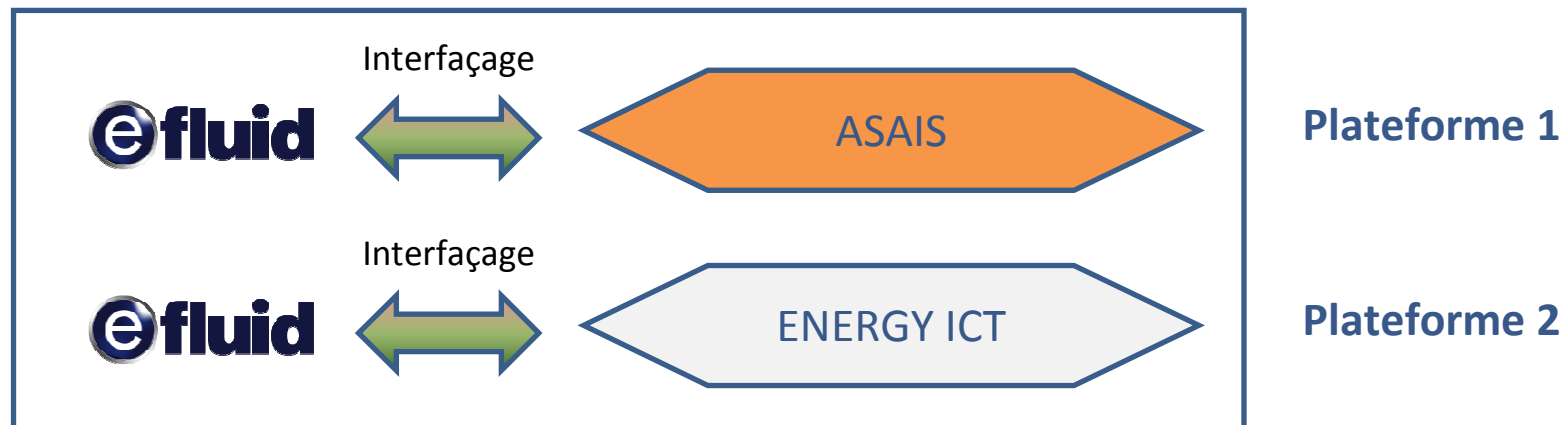 Interfaçage
efluid
ASAIS
Plateforme 1
Interfaçage
efluid
ENERGY ICT
Plateforme 2